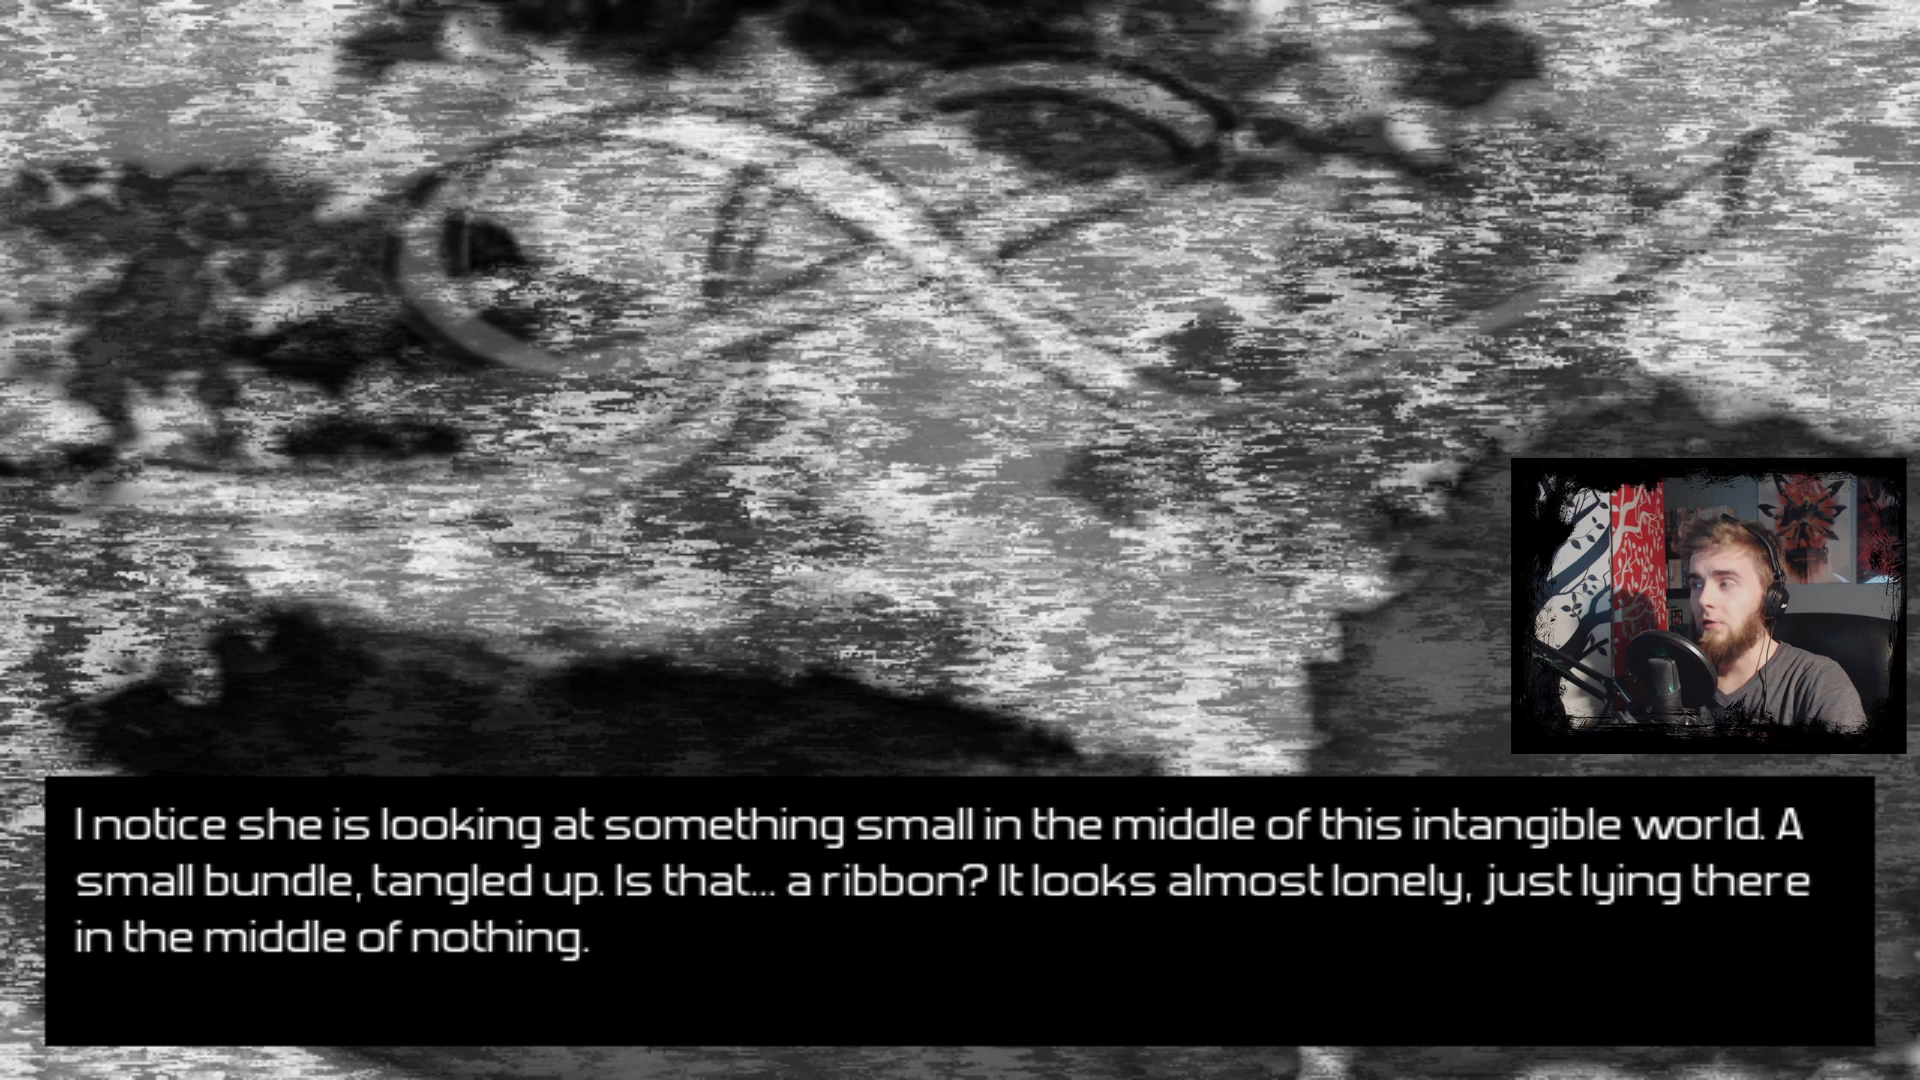 I notice she is looking at something small in the middle of this intangible world. A
small bundle, tangled up. Is that... a ribbon? It looks almost lonely, just lying there
in the middle of nothing.